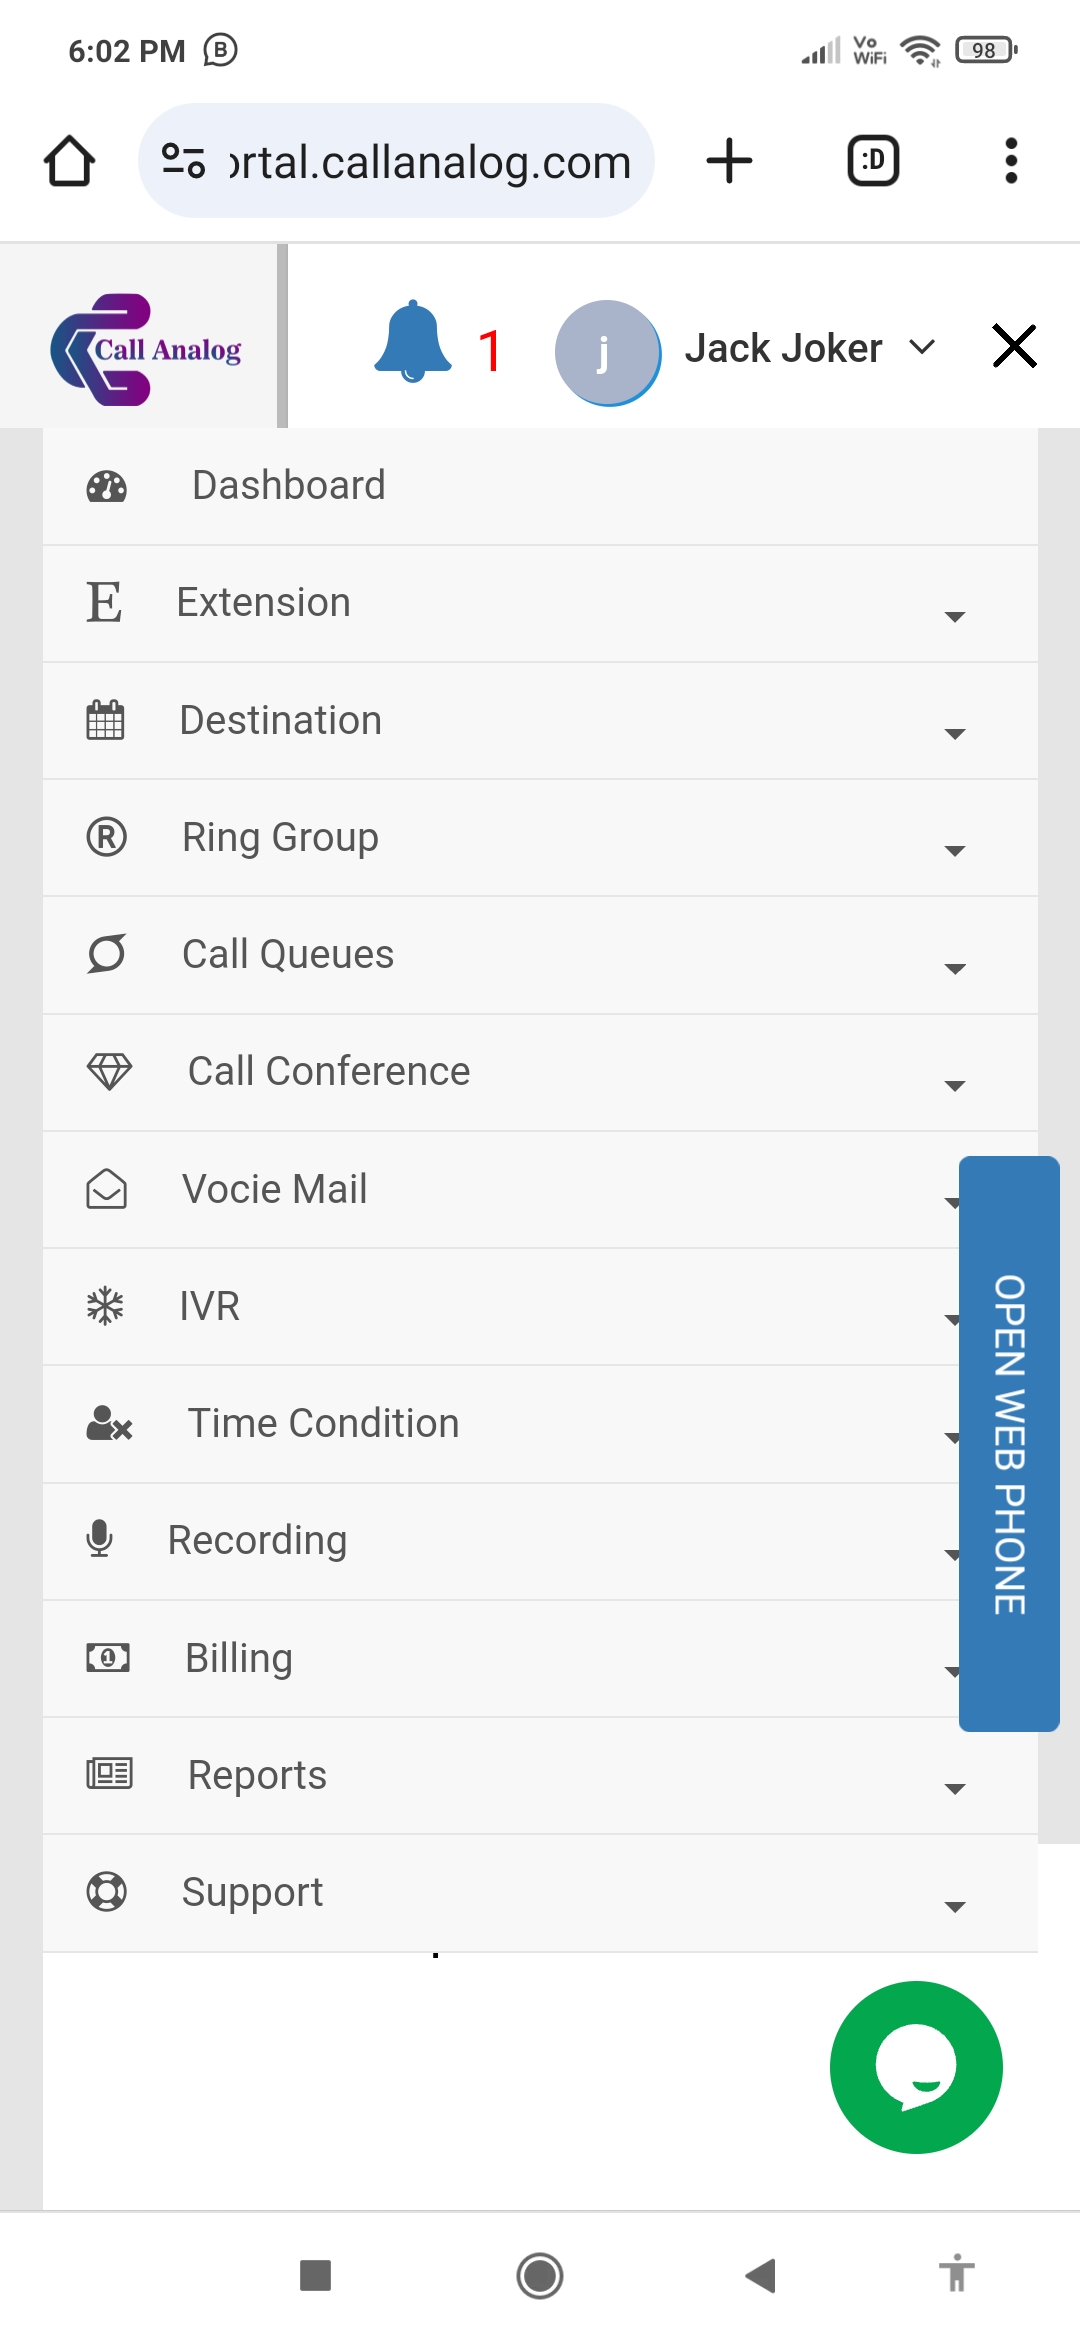 6:02 PM
Vo
WiFi
98
ortal.callanalog.com
:D
Call Analog
1
j
Jack Joker
Dashboard
E Extension
Destination
® Ring Group
Call Queues
Call Conference
Vocie Mail
IVR
Time Condition
Recording
Billing
Reports
Support
OPEN WEB PHONE